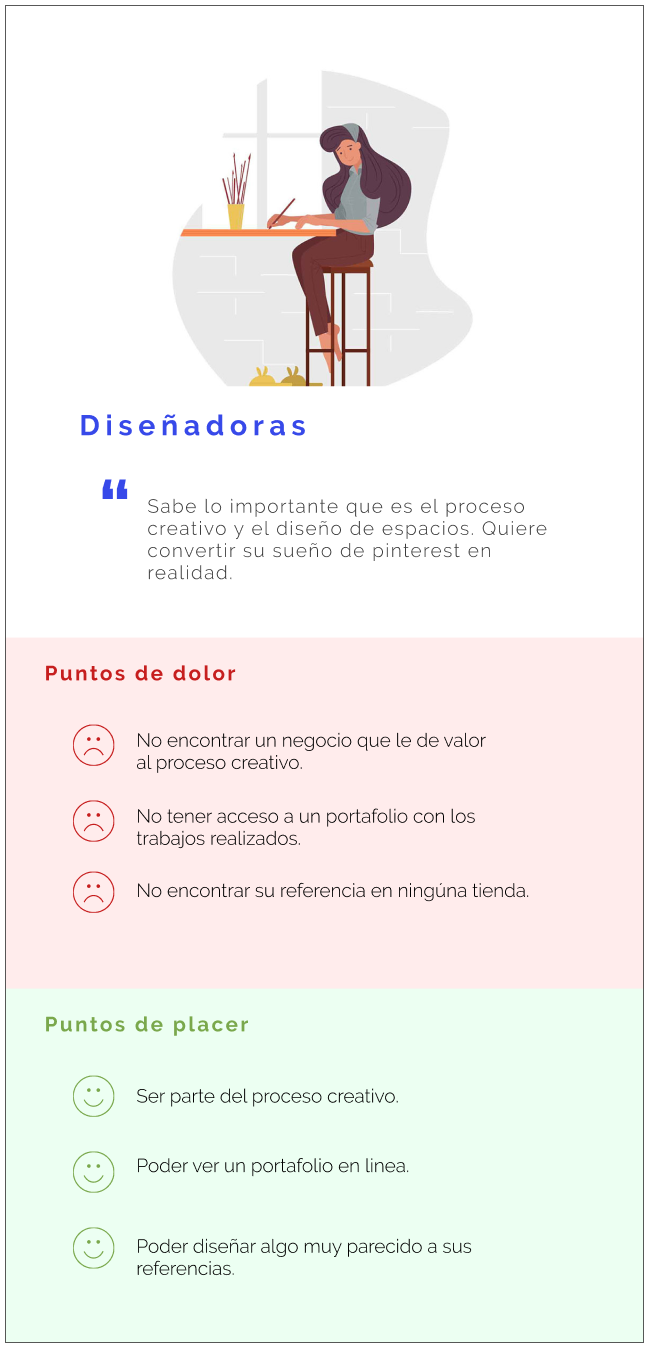 Diseñadoras
“
Sabe lo importante que es el proceso
creativo y el diseño de espacios. Quiere
convertir su sueño de pinterest en
realidad.
Puntos de dolor
No encontrar un negocio que le de valor
al proceso creativo.
No tener acceso a un portafolio con los
trabajos realizados.
No encontrar su referencia en ningúna tienda.
Puntos de placer
Ser parte del proceso creativo.
Poder ver un portafolio en linea.
Poder diseñar algo muy parecido a sus
referencias.